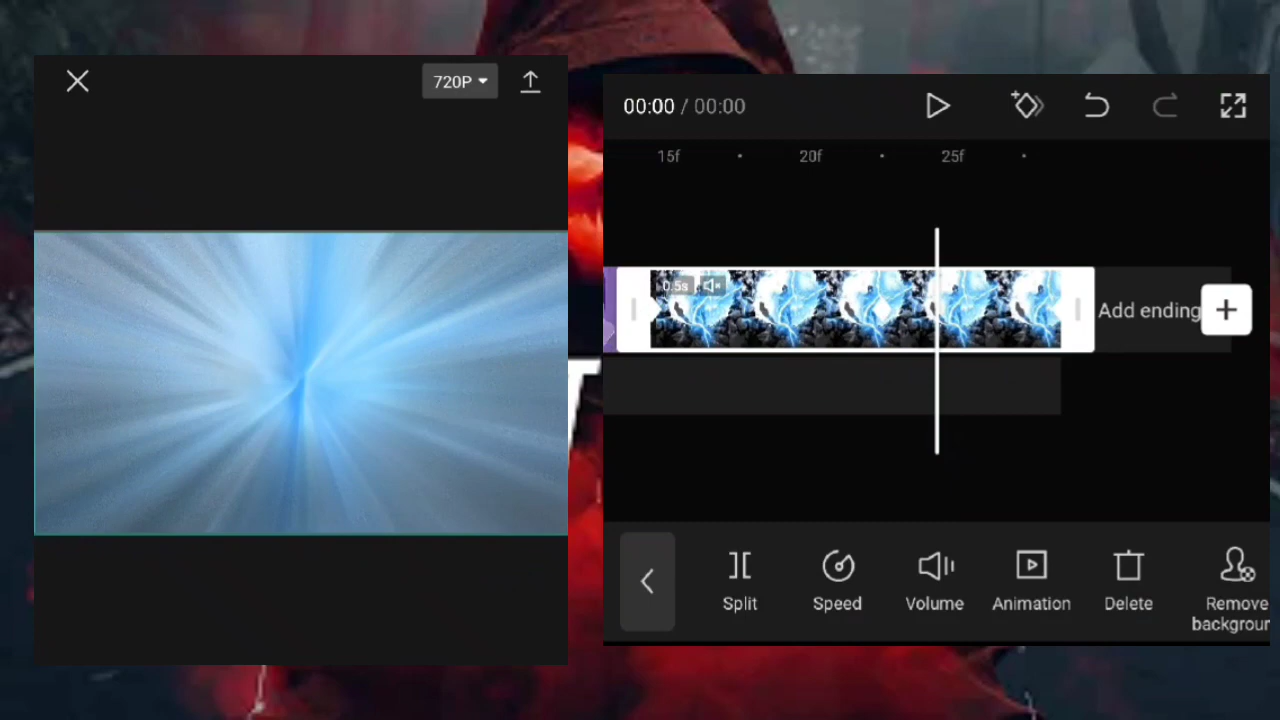 720P
00:00 / 00:00
15f
20f
25f
0.5s
Add ending
Split
Speed
Volume
Animation
Delete
Remove
backgroun